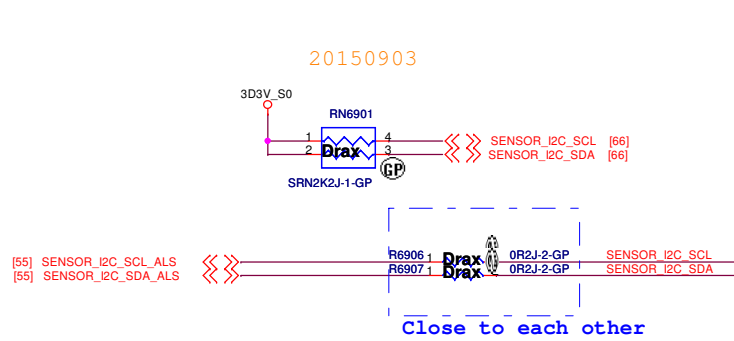 20150903
3D3V_S0
RN6901
1 4 SENSOR_I2C_SCL [66]
2 Drax 3 SENSOR_I2C_SDA [66]
GP
SRN2K2J-1-GP
[55] SENSOR_I2C_SCL_ALS R6906 1 Drax 0R2J-2-GP SENSOR_I2C_SCL
[55] SENSOR_I2C_SDA_ALS R6907 1 Drax 0R2J-2-GP SENSOR_I2C_SDA
Close to each other